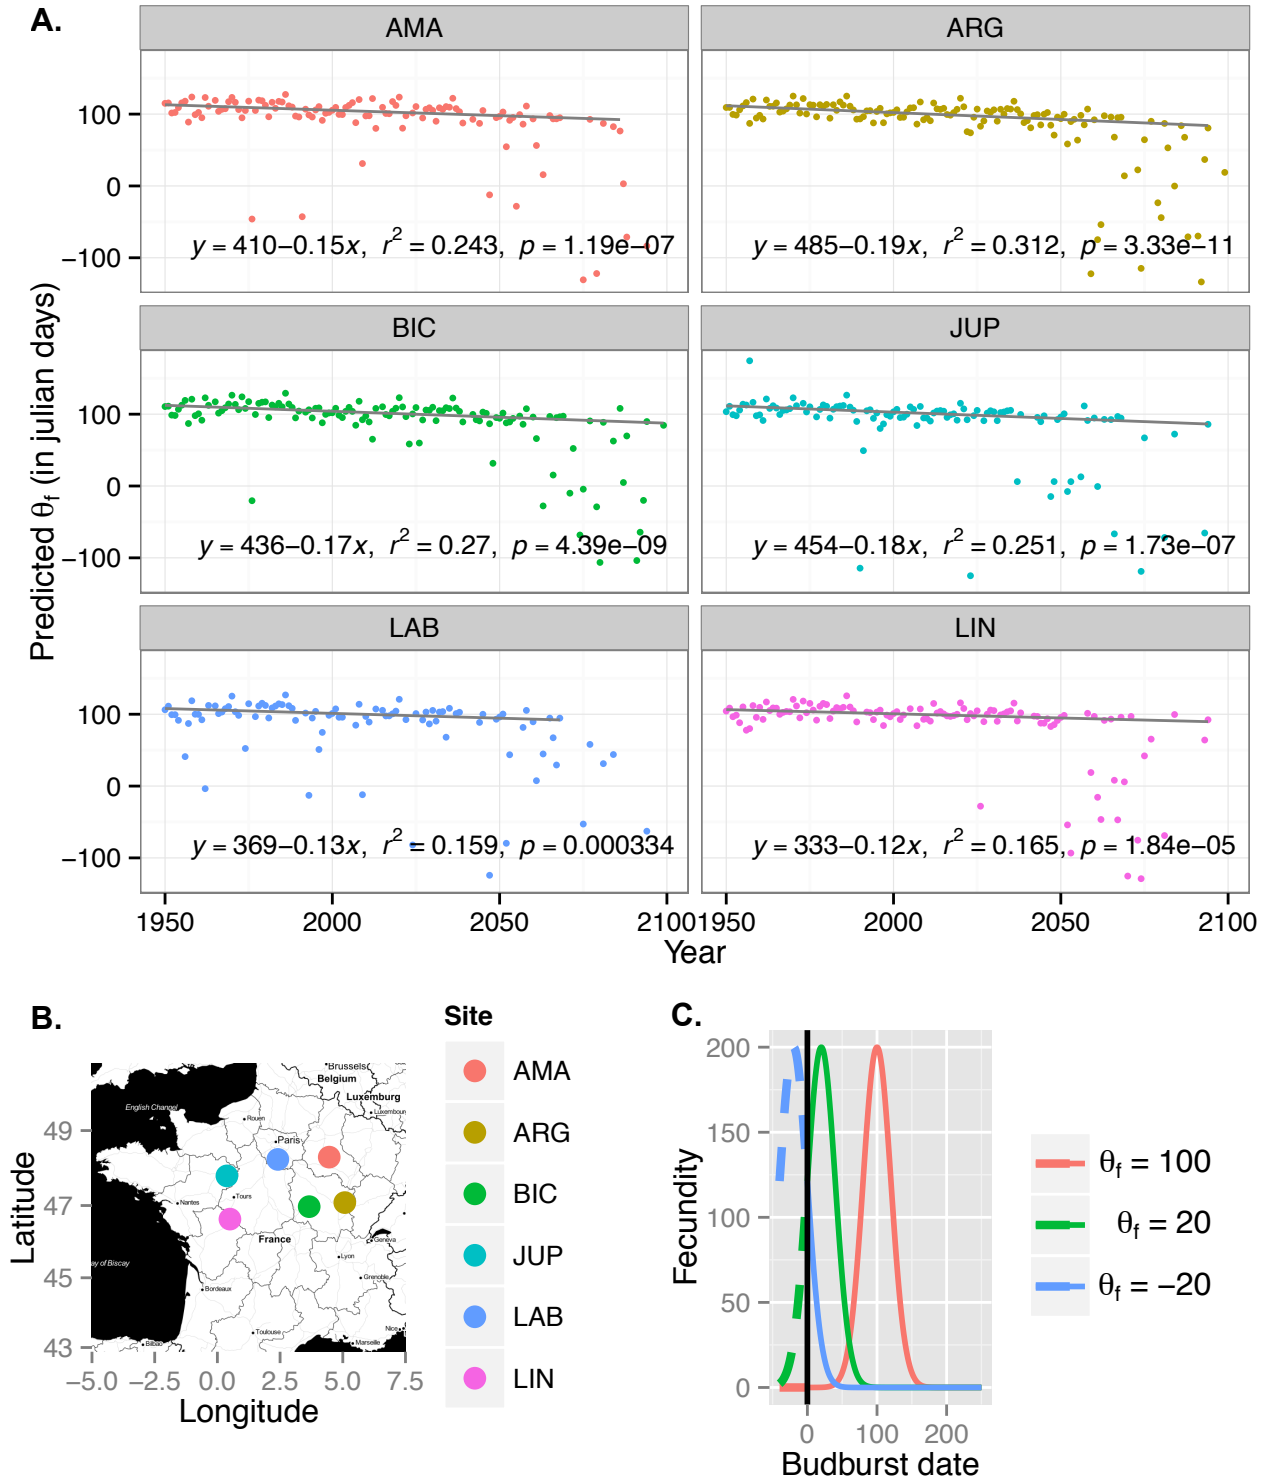 A.
AMA
ARG
100
0
−100
y = 410−0.15x, r2 = 0.243, p = 1.19e−07
y = 485−0.19x, r2 = 0.312, p = 3.33e−11
BIC
JUP
100
0
−100
y = 436−0.17x, r2 = 0.27, p = 4.39e−09
y = 454−0.18x, r2 = 0.251, p = 1.73e−07
LAB
LIN
100
0
−100
y = 369−0.13x, r2 = 0.159, p = 0.000334
y = 333−0.12x, r2 = 0.165, p = 1.84e−05
1950 2000 2050 2100
1950 2000 2050 2100
Year
Predicted θf (in julian days)
B.
49
47
45
43
−5.0 −2.5 0.0 2.5 5.0 7.5
Longitude
Latitude
Brussels
Belgium
Luxemburg
Luxembour
English Channel
Rouen
Paris
Nantes
Tours
France
Geneva
Lyon
ay of Biscay
Grenoble
Bordeaux
Nice
Toulouse
Marseille
Bilbao
Site
AMA
ARG
BIC
JUP
LAB
LIN
C.
200
150
100
50
0
0 100 200
Budburst date
Fecundity
θf = 100
θf = 20
θf = −20